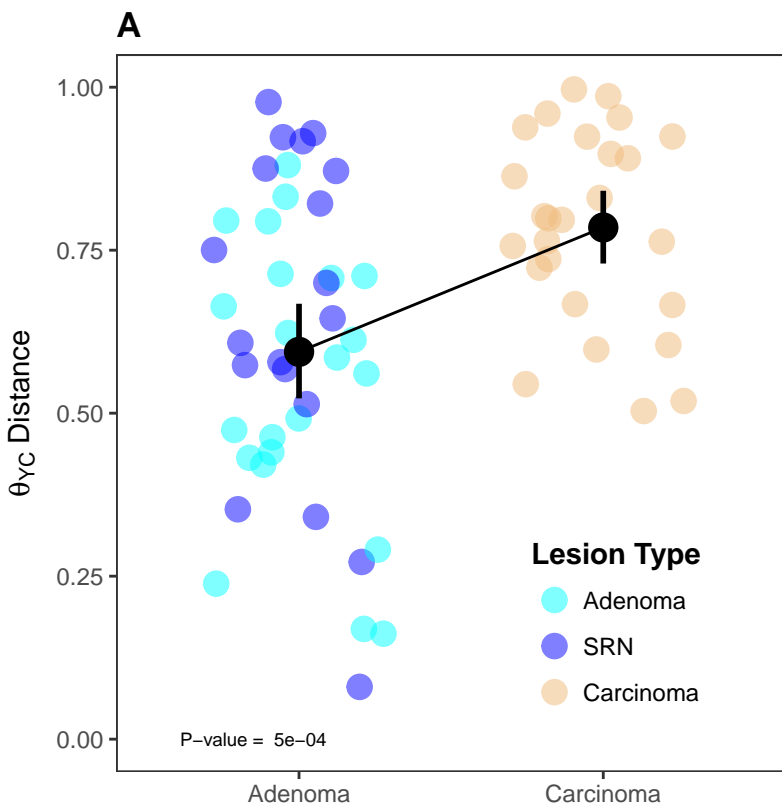 A
1.00
0.75
0.50
0.25
0.00
θYC Distance
Lesion Type
Adenoma
SRN
Carcinoma
P−value = 5e−04
Adenoma
Carcinoma